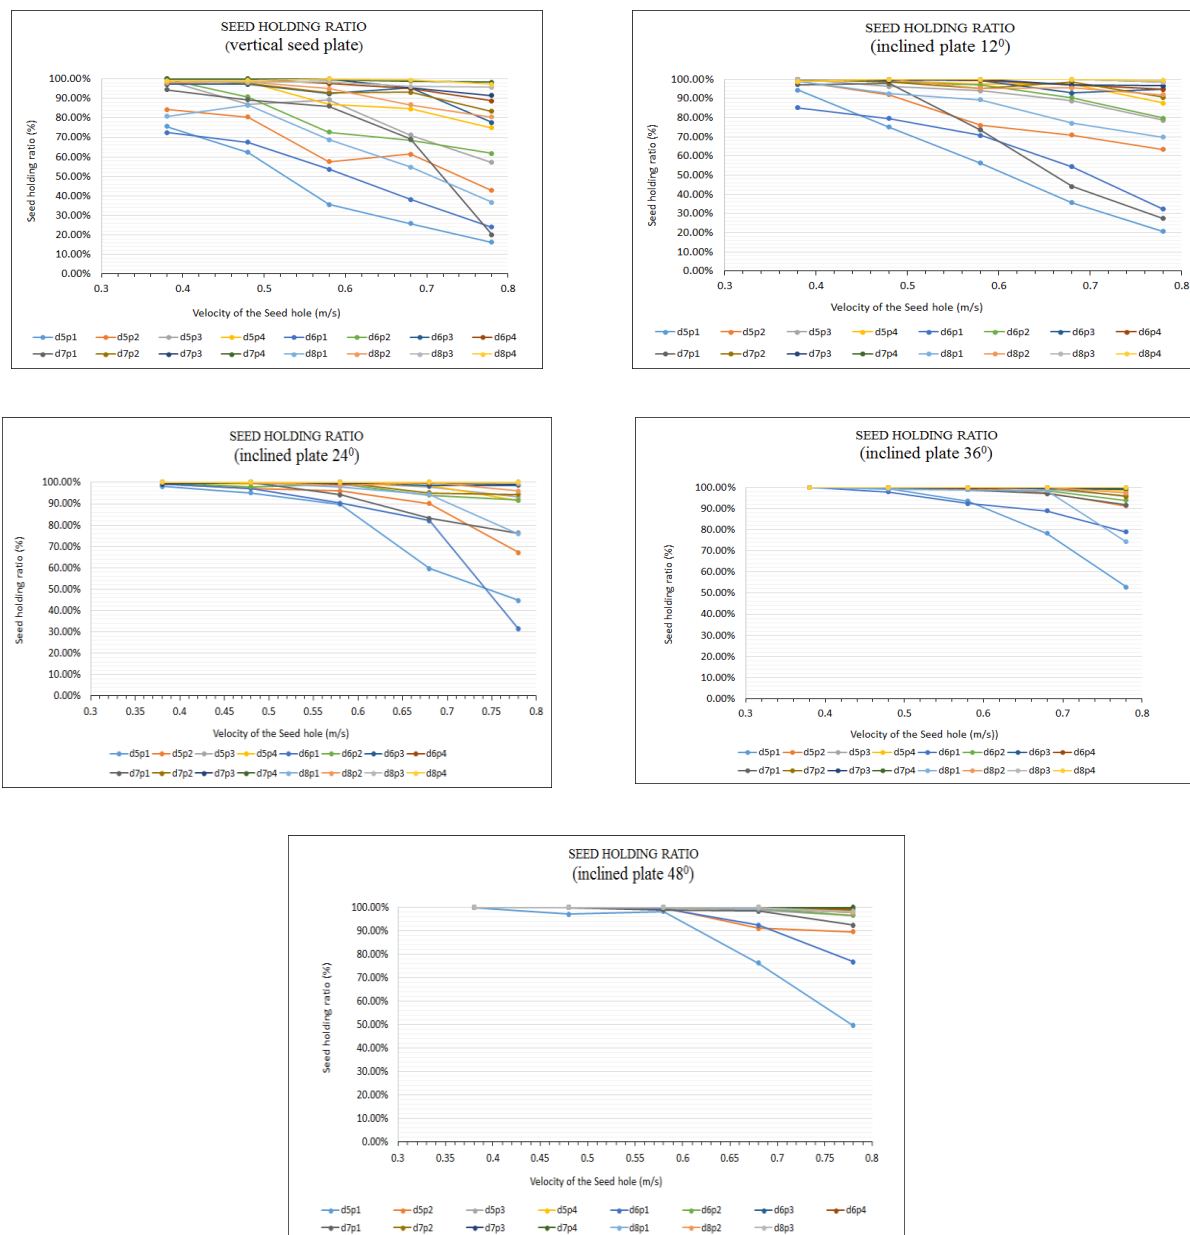 SEED HOLDING RATIO
(vertical seed plate)
100.00%
90.00%
80.00%
70.00%
60.00%
50.00%
40.00%
30.00%
20.00%
10.00%
0.00%
Seed holding ratio (%)
0.3 0.4 0.5 0.6 0.7 0.8
Velocity of the Seed hole (m/s)
d5p1 d5p2 d5p3 d5p4 d6p1 d6p2 d6p3 d6p4
d7p1 d7p2 d7p3 d7p4 d8p1 d8p2 d8p3 d8p4
SEED HOLDING RATIO
(inclined plate 12⁰)
100.00%
90.00%
80.00%
70.00%
60.00%
50.00%
40.00%
30.00%
20.00%
10.00%
0.00%
Seed holding ratio (%)
0.3 0.4 0.5 0.6 0.7 0.8
Velocity of the Seed hole (m/s)
d5p1 d5p2 d5p3 d5p4 d6p1 d6p2 d6p3 d6p4
d7p1 d7p2 d7p3 d7p4 d8p1 d8p2 d8p3 d8p4
SEED HOLDING RATIO
(inclined plate 24⁰)
100.00%
90.00%
80.00%
70.00%
60.00%
50.00%
40.00%
30.00%
20.00%
10.00%
0.00%
Seed holding ratio (%)
0.3 0.35 0.4 0.45 0.5 0.55 0.6 0.65 0.7 0.75 0.8
Velocity of the Seed hole (m/s)
d5p1 d5p2 d5p3 d5p4 d6p1 d6p2 d6p3 d6p4
d7p1 d7p2 d7p3 d7p4 d8p1 d8p2 d8p3 d8p4
SEED HOLDING RATIO
(inclined plate 36⁰)
100.00%
90.00%
80.00%
70.00%
60.00%
50.00%
40.00%
30.00%
20.00%
10.00%
0.00%
Seed holding ratio (%)
0.3 0.4 0.5 0.6 0.7 0.8
Velocity of the Seed hole (m/s))
d5p1 d5p2 d5p3 d5p4 d6p1 d6p2 d6p3 d6p4
d7p1 d7p2 d7p3 d7p4 d8p1 d8p2 d8p3 d8p4
SEED HOLDING RATIO
(inclined plate 48⁰)
100.00%
90.00%
80.00%
70.00%
60.00%
50.00%
40.00%
30.00%
20.00%
10.00%
0.00%
Seed holding ratio (%)
0.3 0.35 0.4 0.45 0.5 0.55 0.6 0.65 0.7 0.75 0.8
Velocity of the Seed hole (m/s)
d5p1 d5p2 d5p3 d5p4 d6p1 d6p2 d6p3 d6p4
d7p1 d7p2 d7p3 d7p4 d8p1 d8p2 d8p3